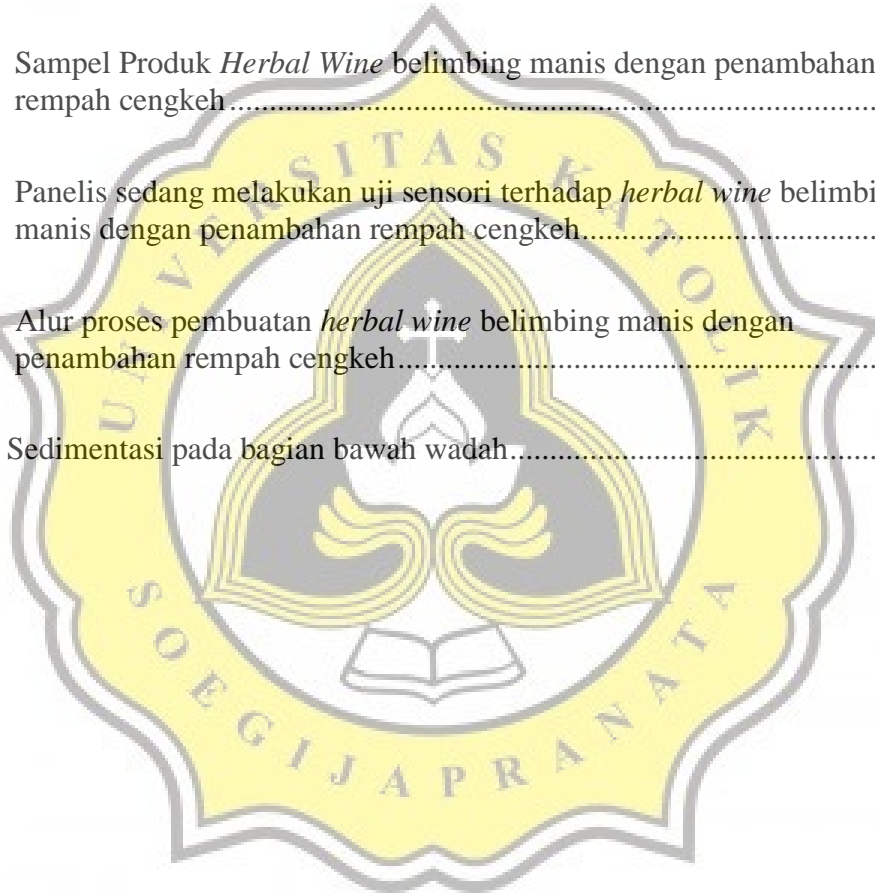 Sampel Produk Herbal Wine belimbing manis dengan penambahan
rempah cengkeh.......................................................................................
Panelis sedang melakukan uji sensori terhadap herbal wine belimbi
manis dengan penambahan rempah cengkeh........................................
Alur proses pembuatan herbal wine belimbing manis dengan
penambahan rempah cengkeh...............................................................
Sedimentasi pada bagian bawah wadah................................................
UNIVERSITAS KATOLIK
SOEGIJAPRANATA